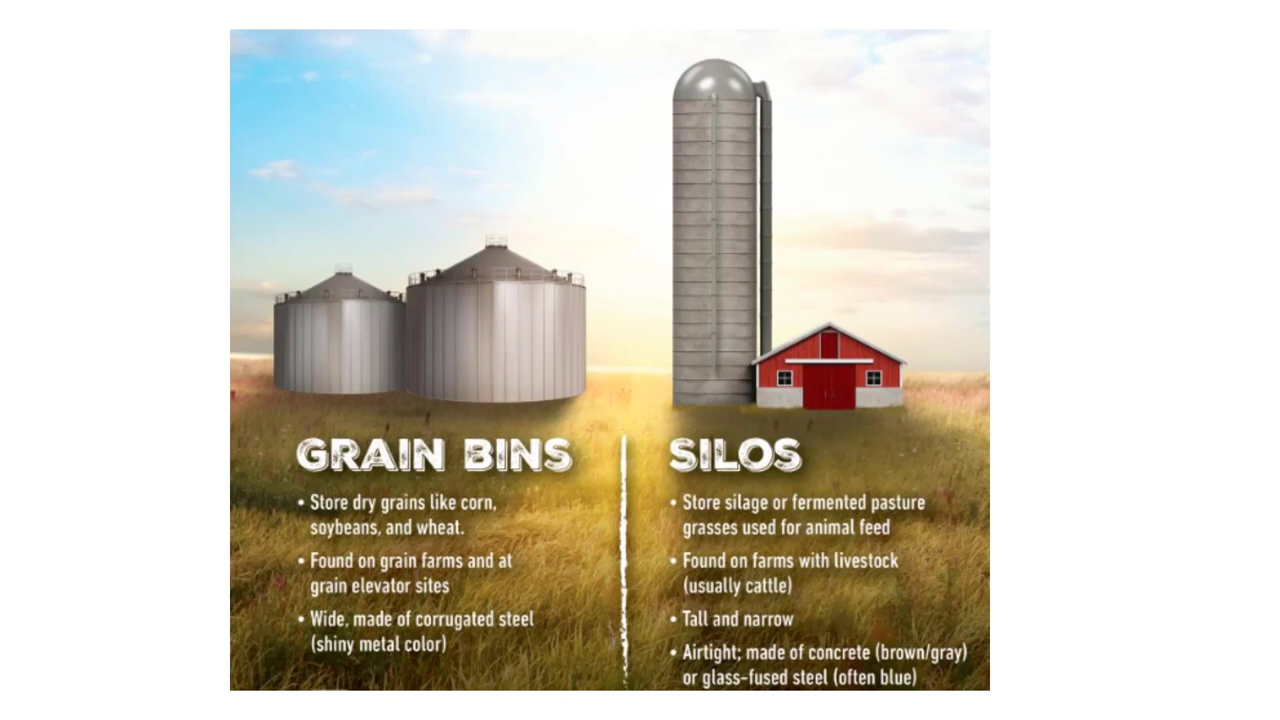 GRAIN BINS
• Store dry grains like corn,
soybeans, and wheat.
• Found on grain farms and at
grain elevator sites
• Wide, made of corrugated steel
(shiny metal color)
SILOS
• Store silage or fermented pasture
grasses used for animal feed
• Found on farms with livestock
(usually cattle)
• Tall and narrow
• Airtight; made of concrete (brown/gray)
or glass-fused steel (often blue)